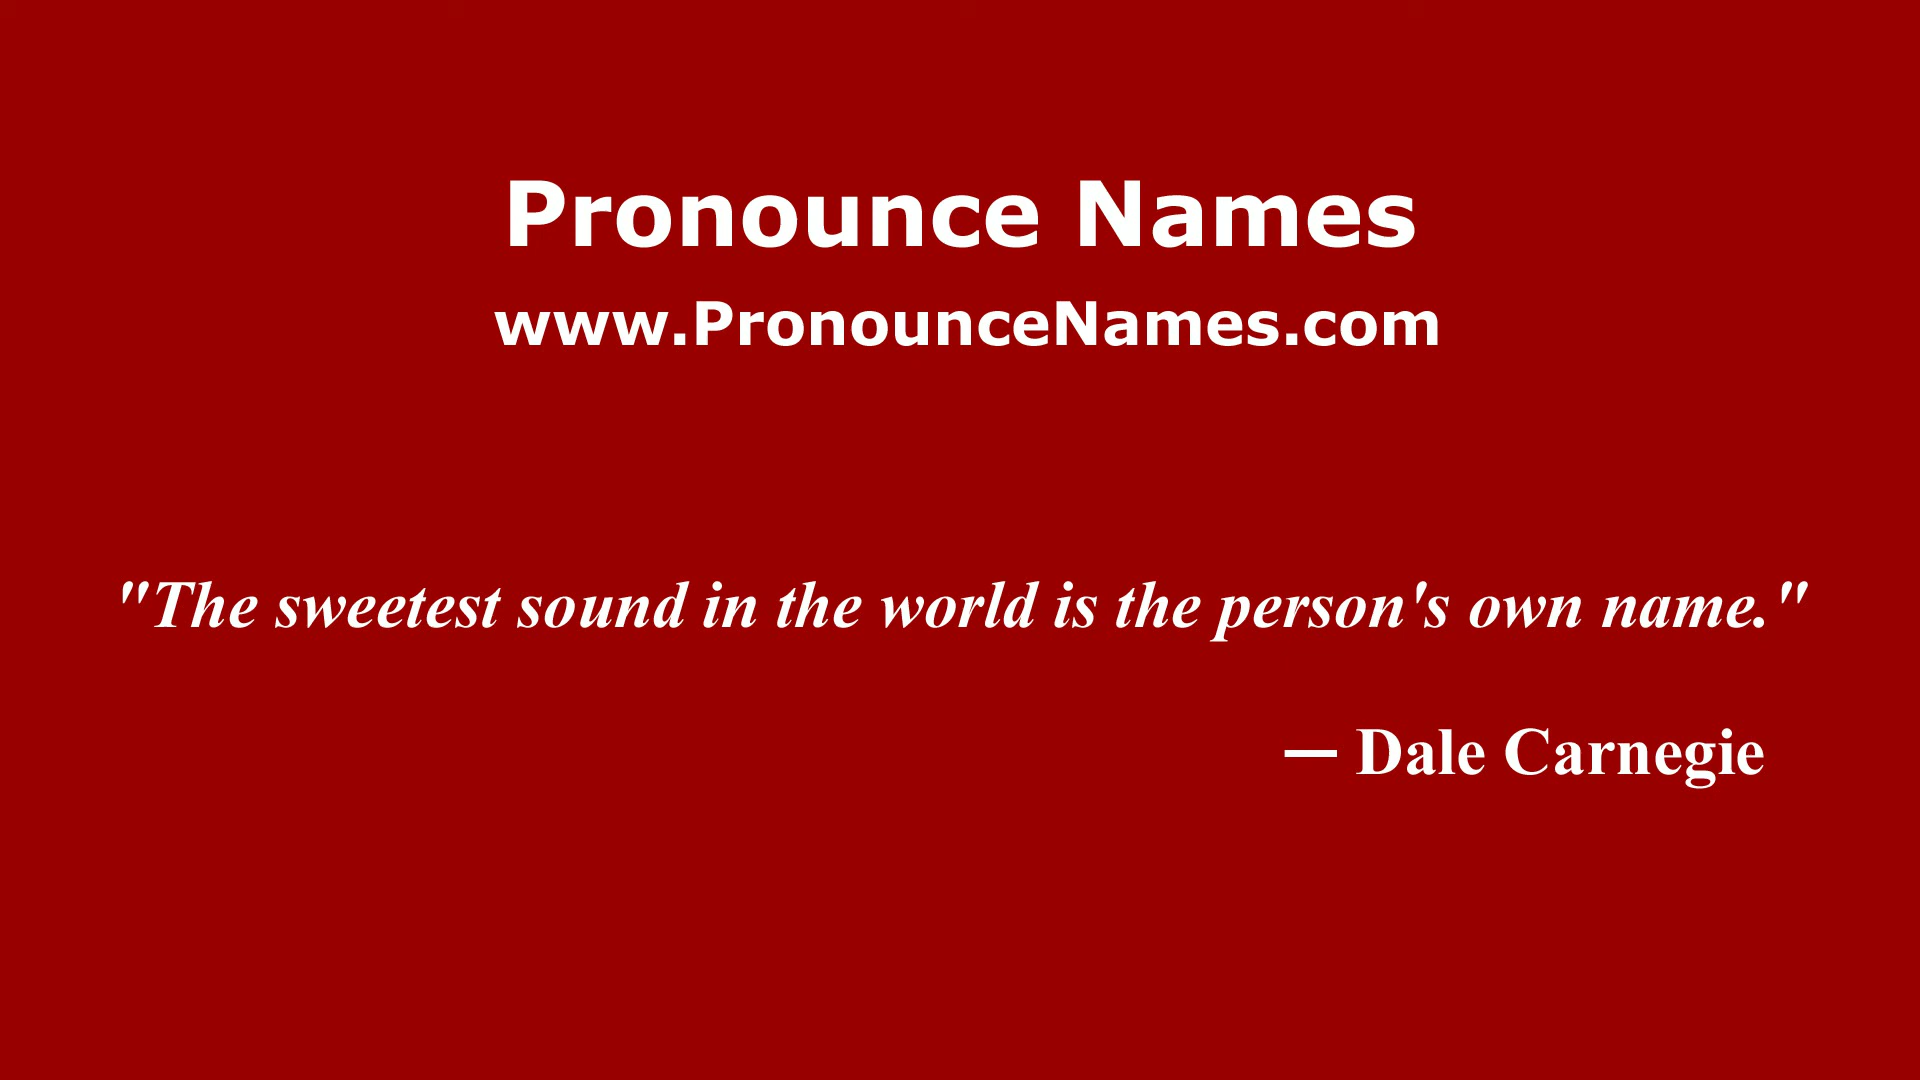 Pronounce Names
www.PronounceNames.com
"The sweetest sound in the world is the person's own name."
— Dale Carnegie